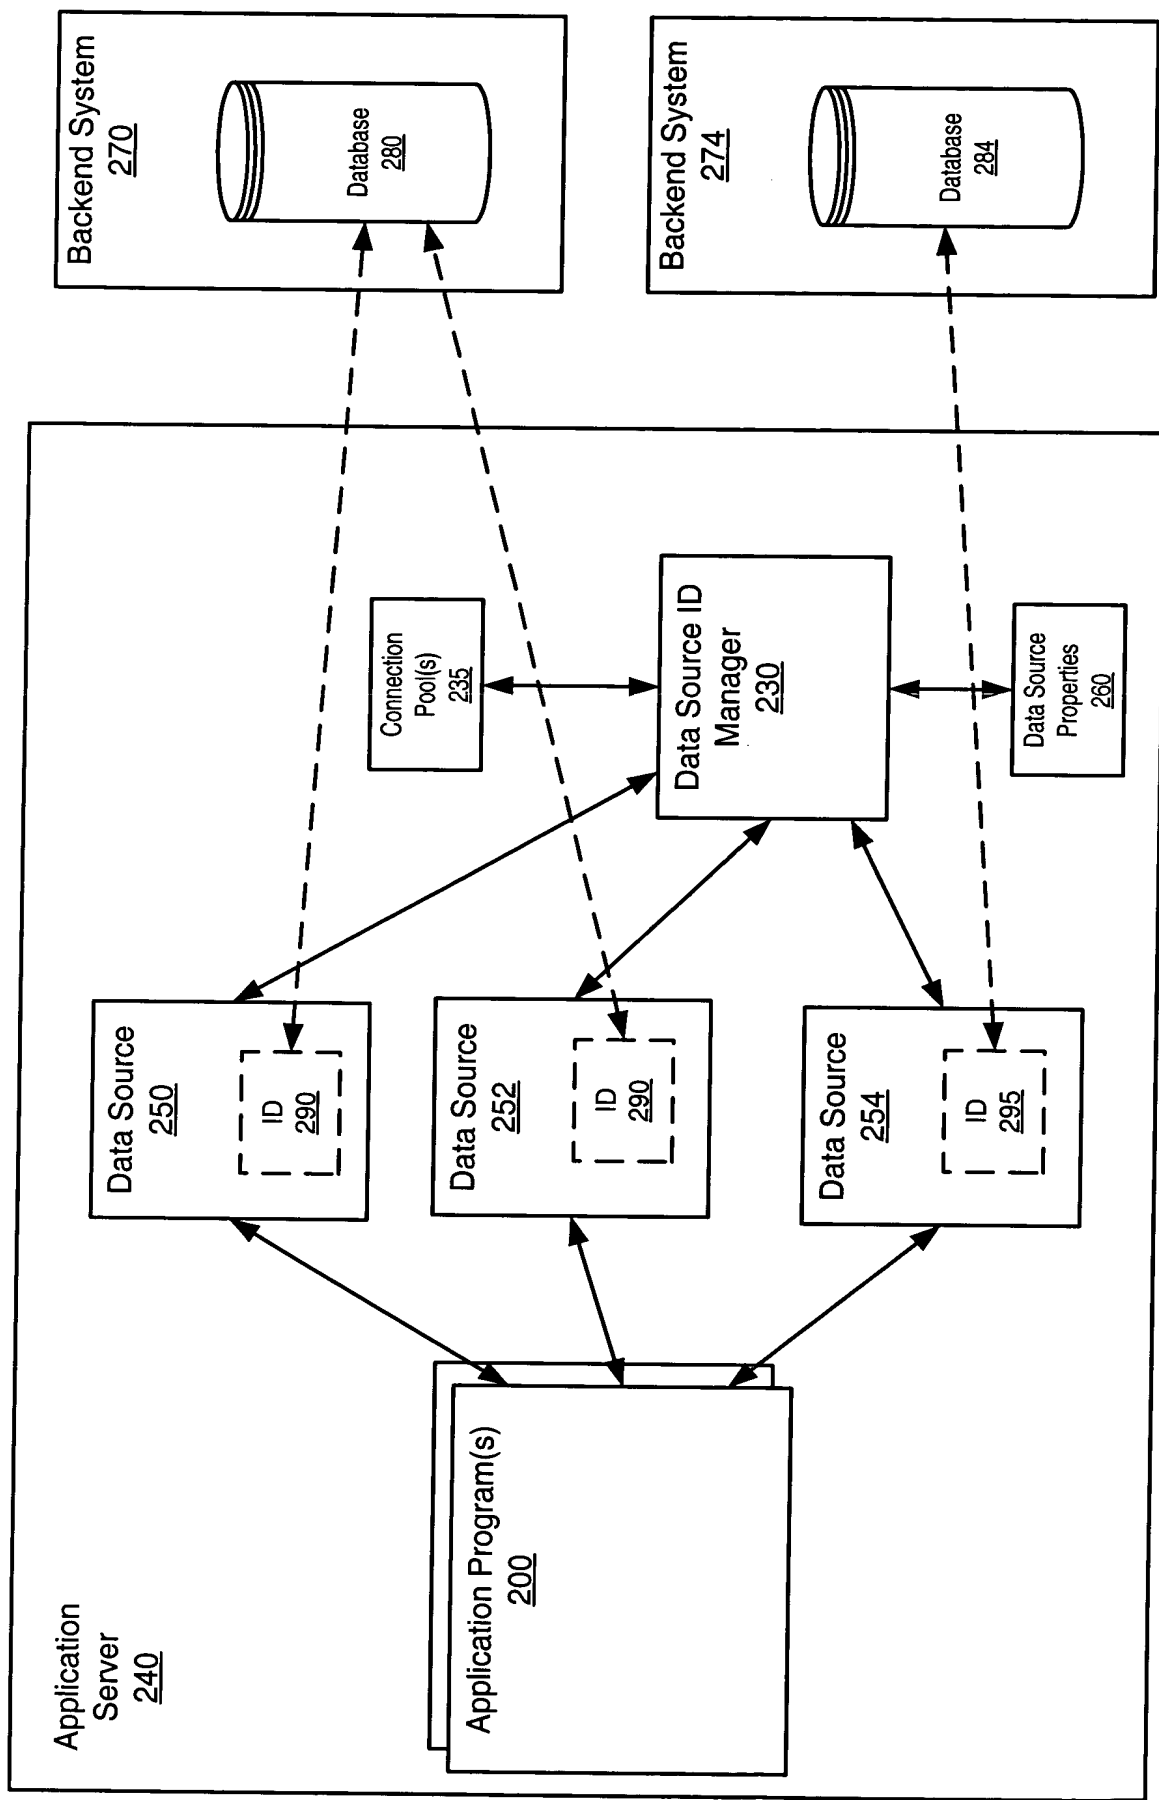 Application
Server
240
Application Program(s)
200
Data Source
250
ID
290
Data Source
252
ID
290
Data Source
254
ID
295
Connection
Pool(s)
235
Data Source ID
Manager
230
Data Source
Properties
260
Backend System
270
Database
280
Backend System
274
Database
284